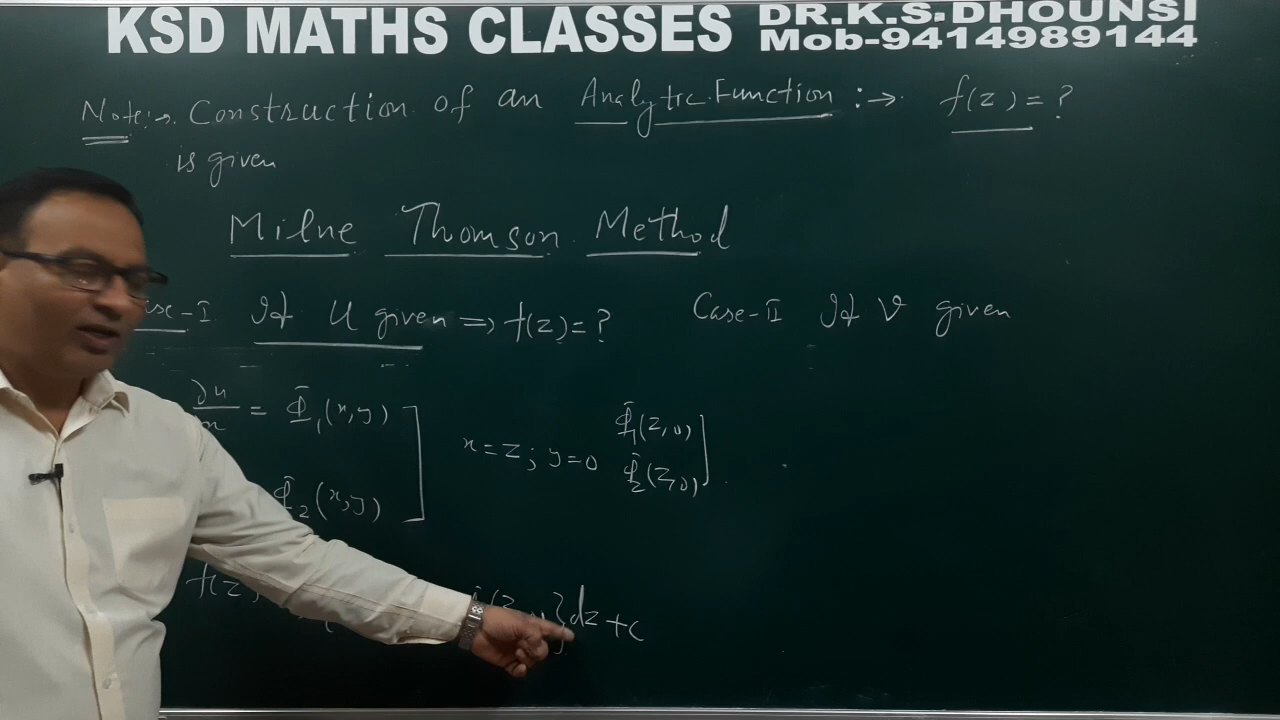 KSD MATHS CLASSES DR.K.S.DHOUNSI
Mob-9414989144
Note:→. Construction of an Analytic Function :→. f(z) = ?
is given
Milne Thomson Method
-I If U given ⇒ f(z) = ?
Case-II If V given
∂u = Φ₁(x,y)
x = z ; y = 0
Φ₁(z,0)
Φ₂(z,0)
Φ₂(x,y)
f(z)
}dz + c